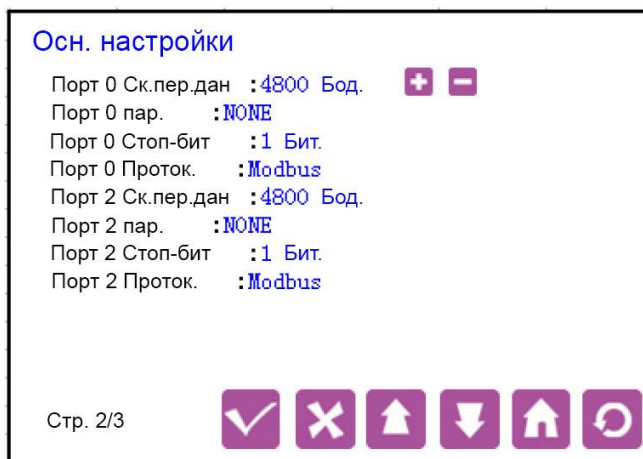 Осн. настройки
Порт 0 Ск.пер.дан :4800 Бод.
Порт 0 пар. :NONE
Порт 0 Стоп-бит :1 Бит.
Порт 0 Проток. :Modbus
Порт 2 Ск.пер.дан :4800 Бод.
Порт 2 пар. :NONE
Порт 2 Стоп-бит :1 Бит.
Порт 2 Проток. :Modbus
Стр. 2/3